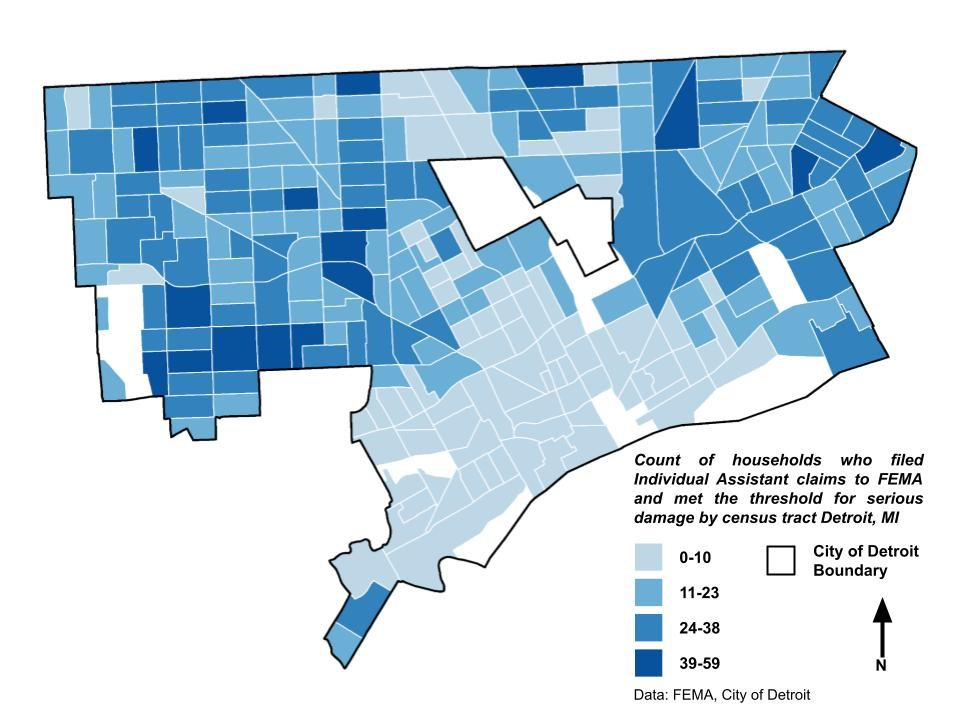 Count of households who filed
Individual Assistant claims to FEMA
and met the threshold for serious
damage by census tract Detroit, MI
0-10
11-23
24-38
39-59
City of Detroit
Boundary
N
Data: FEMA, City of Detroit